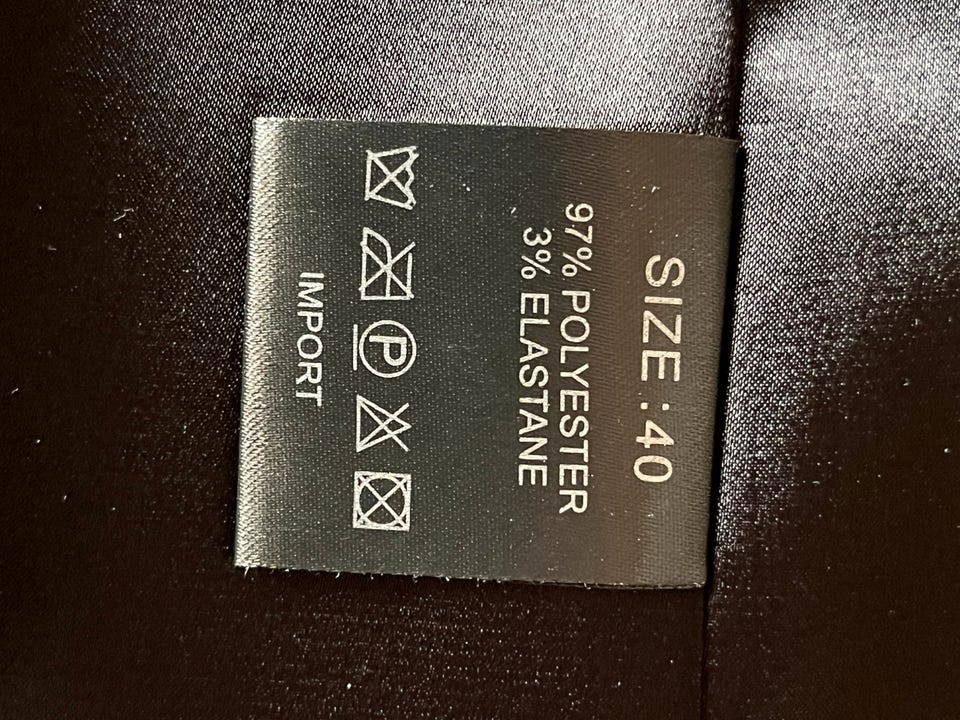 SIZE : 40
97% POLYESTER
3% ELASTANE
P
IMPORT